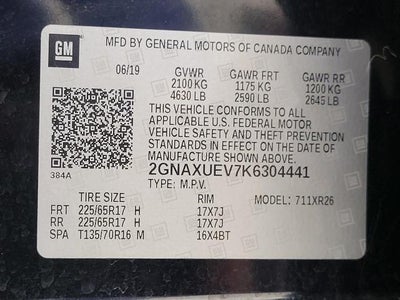 GM
MFD BY GENERAL MOTORS OF CANADA COMPANY
06/19 GVWR GAWR FRT GAWR RR
2100 KG 1175 KG 1200 KG
4630 LB 2590 LB 2645 LB
THIS VEHICLE CONFORMS TO ALL
APPLICABLE U.S. FEDERAL MOTOR
VEHICLE SAFETY AND THEFT PREVENTION
STANDARDS IN EFFECT ON THE DATE
OF MANUFACTURE SHOWN ABOVE.
384A 2GNAXUEV7K6304441
TYPE: M.P.V.
TIRE SIZE RIM MODEL: 711XR26
FRT 225/65R17 H 17X7J
RR 225/65R17 H 17X7J
SPA T135/70R16 M 16X4BT